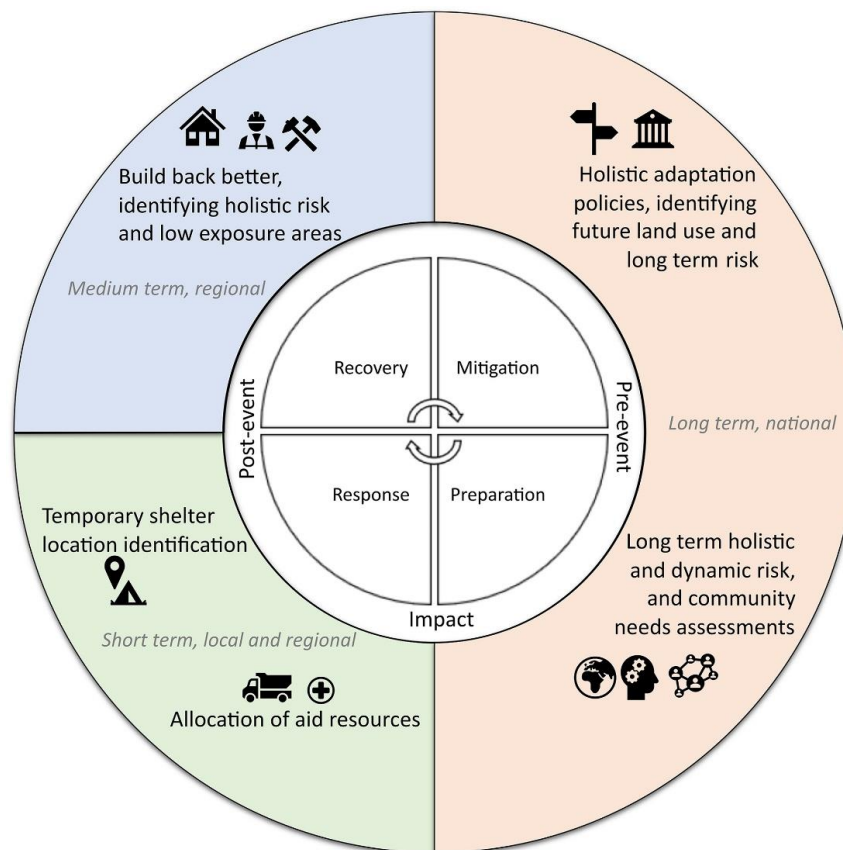 Build back better,
identifying holistic risk
and low exposure areas
Medium term, regional
Holistic adaptation
policies, identifying
future land use and
long term risk
Recovery
Mitigation
Post-event
Pre-event
Long term, national
Response
Preparation
Impact
Temporary shelter
location identification
Short term, local and regional
Allocation of aid resources
Long term holistic
and dynamic risk,
and community
needs assessments